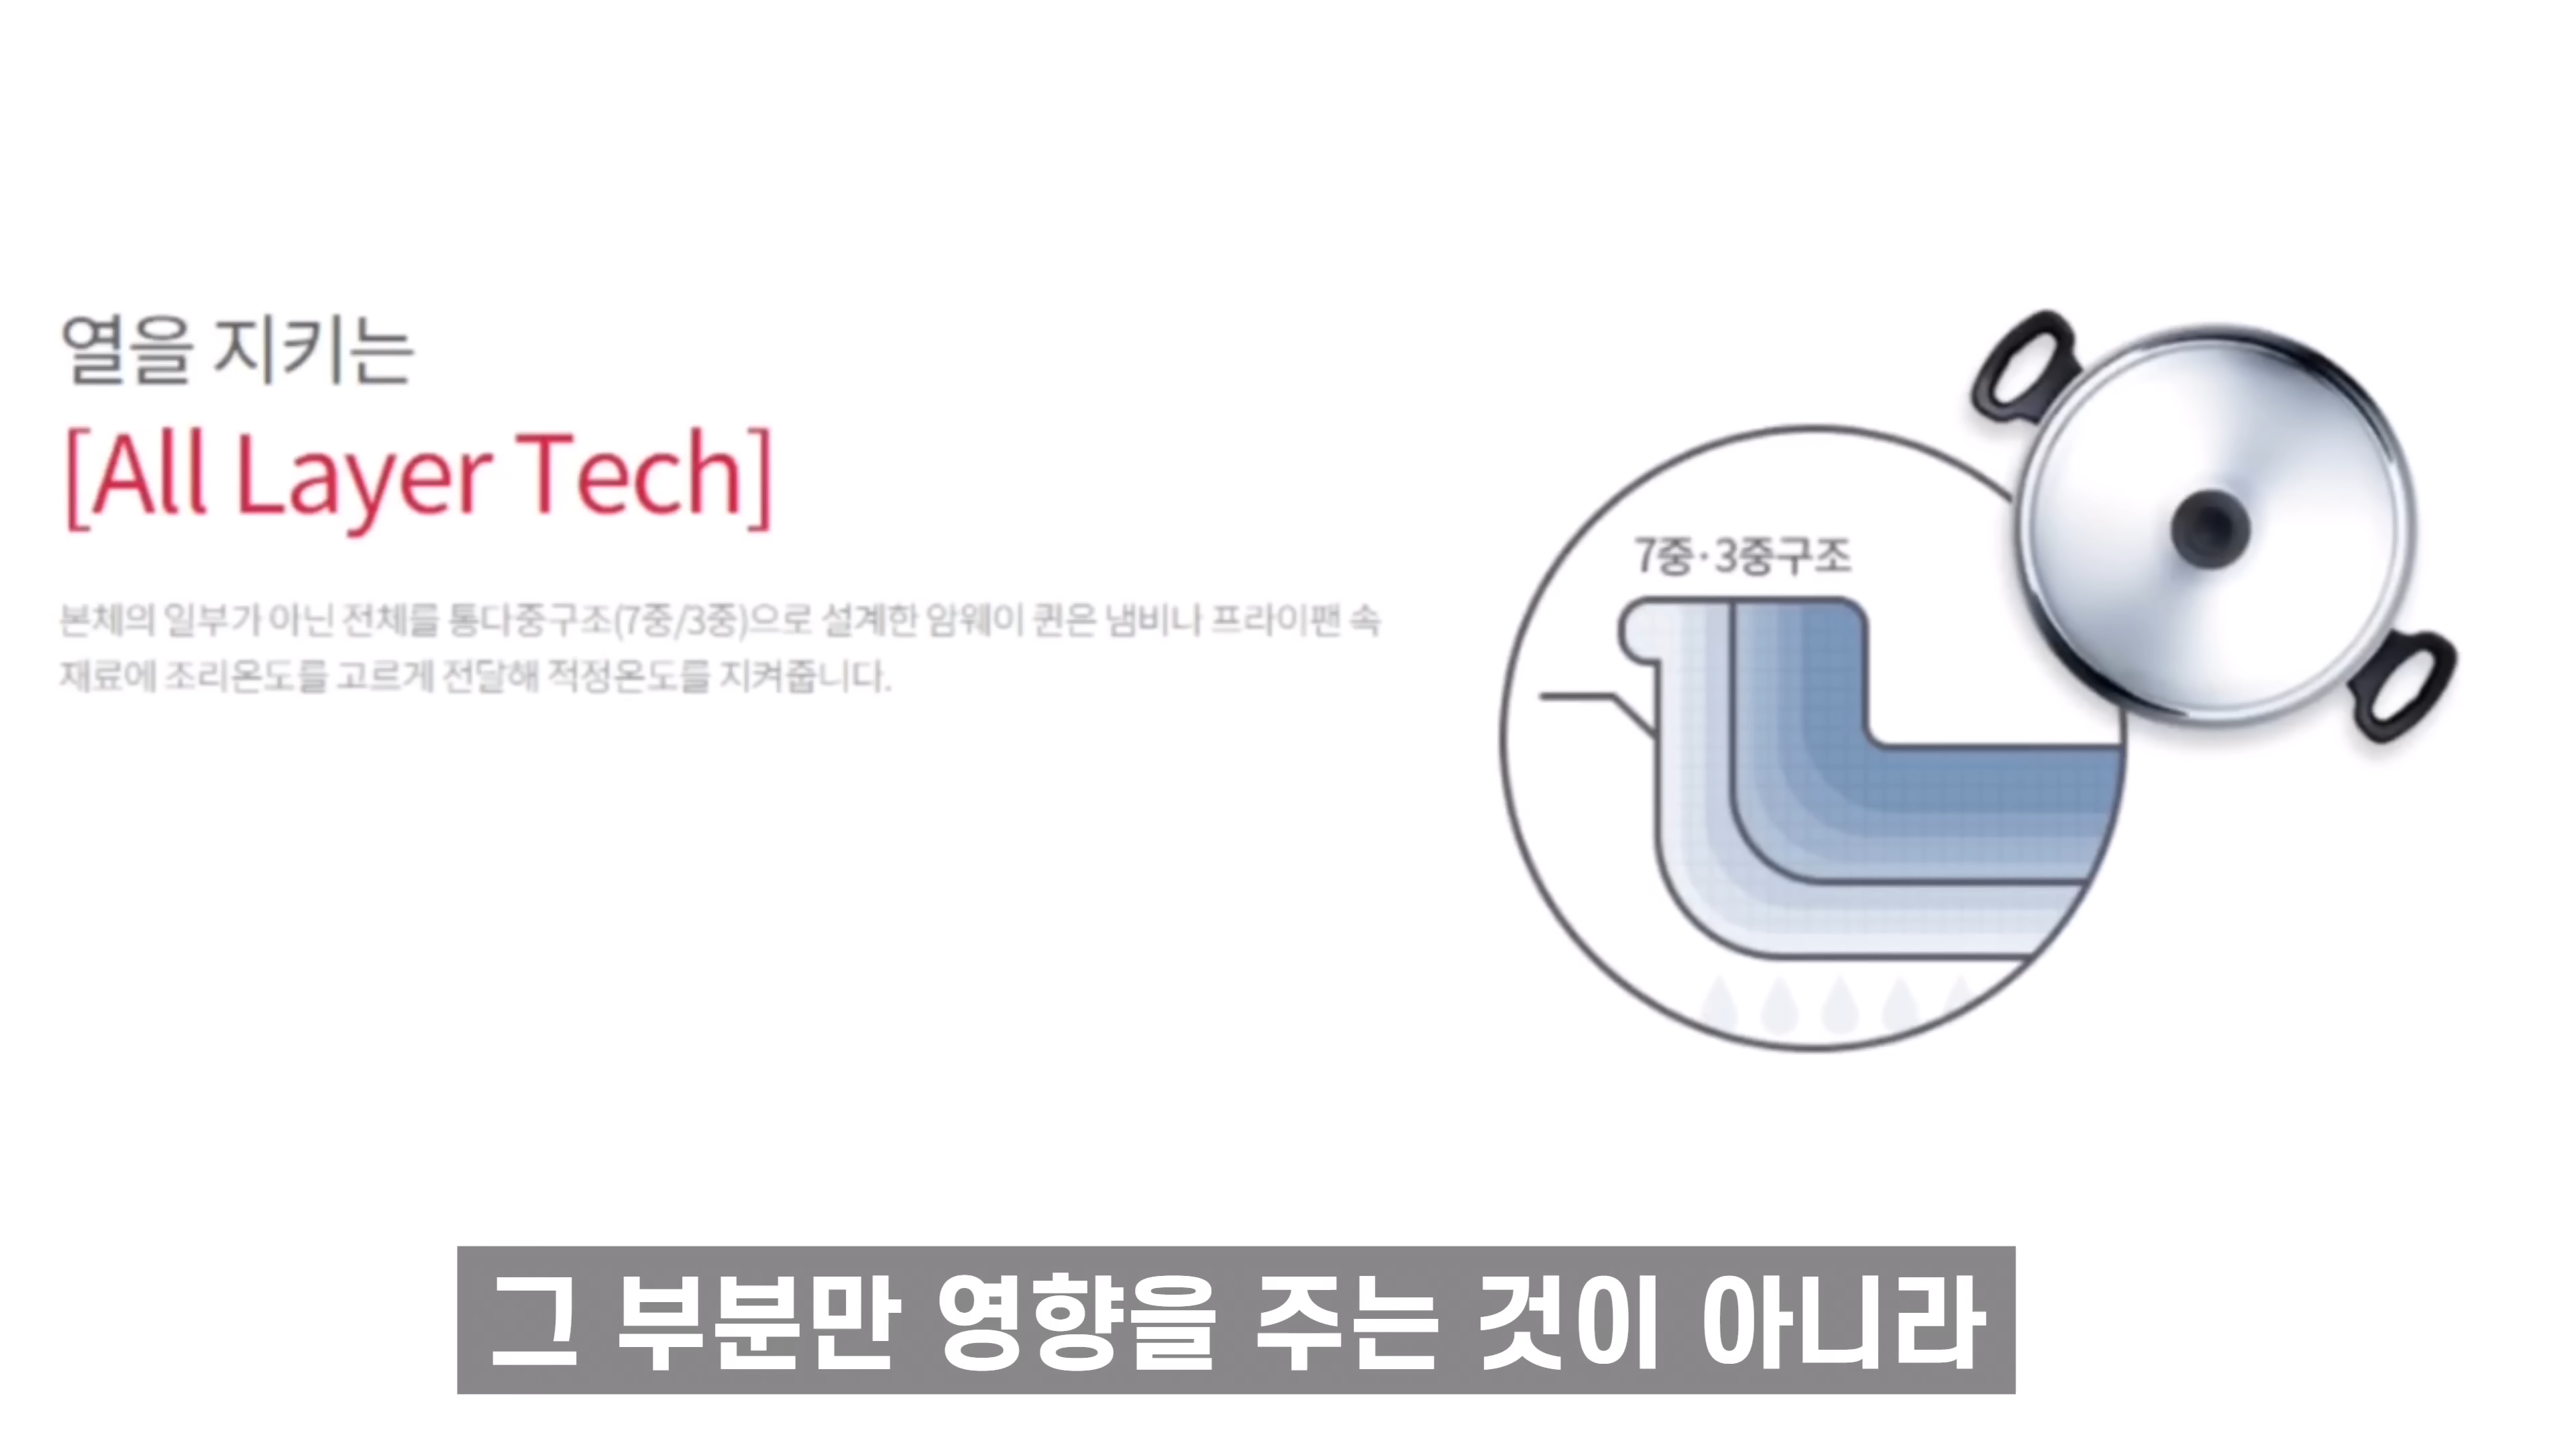 열을 지키는
[All Layer Tech]
본체의 일부가 아닌 전체를 통다중구조(7중/3중)으로 설계한 암웨이 퀸은 냄비나 프라이팬 속
재료에 조리온도를 고르게 전달해 적정온도를 지켜줍니다.
7중·3중구조
그 부분만 영향을 주는 것이 아니라